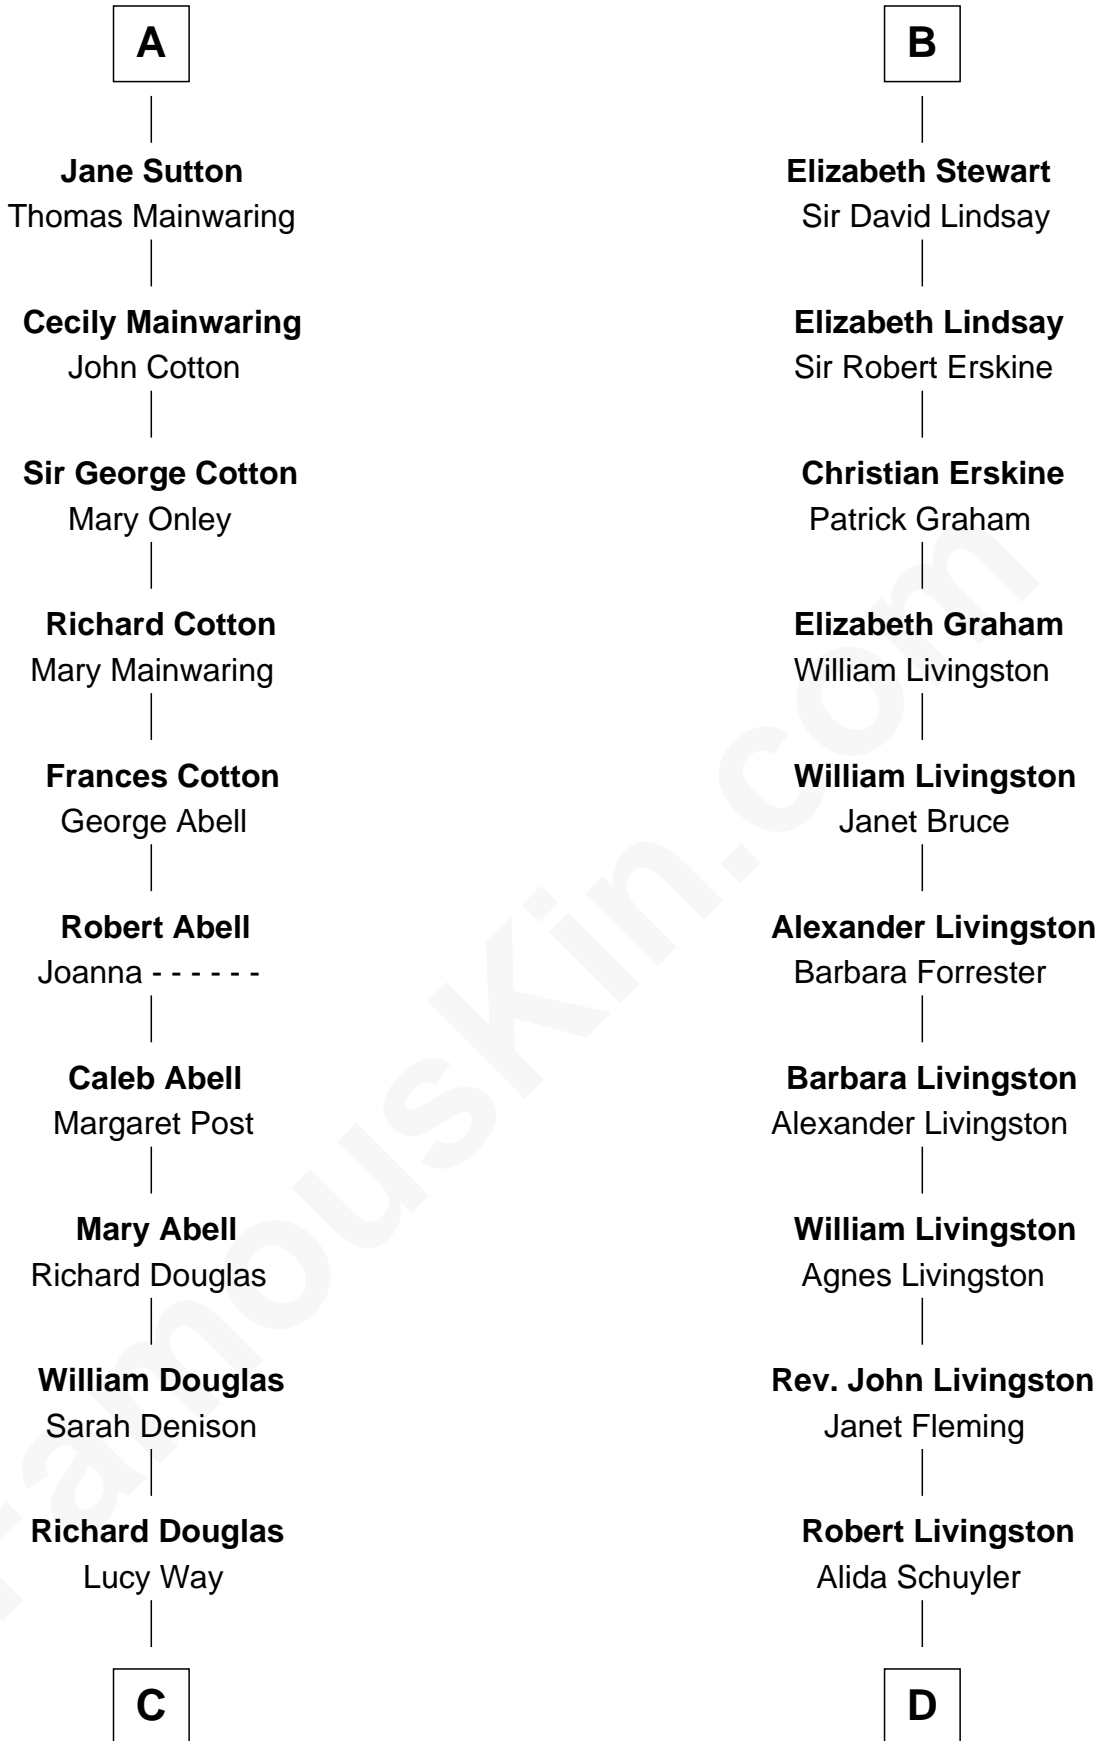 A
Jane Sutton
Thomas Mainwaring
Cecily Mainwaring
John Cotton
Sir George Cotton
Mary Onley
Richard Cotton
Mary Mainwaring
Frances Cotton
George Abell
Robert Abell
Joanna - - - - - -
Caleb Abell
Margaret Post
Mary Abell
Richard Douglas
William Douglas
Sarah Denison
Richard Douglas
Lucy Way
C
B
Elizabeth Stewart
Sir David Lindsay
Elizabeth Lindsay
Sir Robert Erskine
Christian Erskine
Patrick Graham
Elizabeth Graham
William Livingston
William Livingston
Janet Bruce
Alexander Livingston
Barbara Forrester
Barbara Livingston
Alexander Livingston
William Livingston
Agnes Livingston
Rev. John Livingston
Janet Fleming
Robert Livingston
Alida Schuyler
D
FamousKin.com